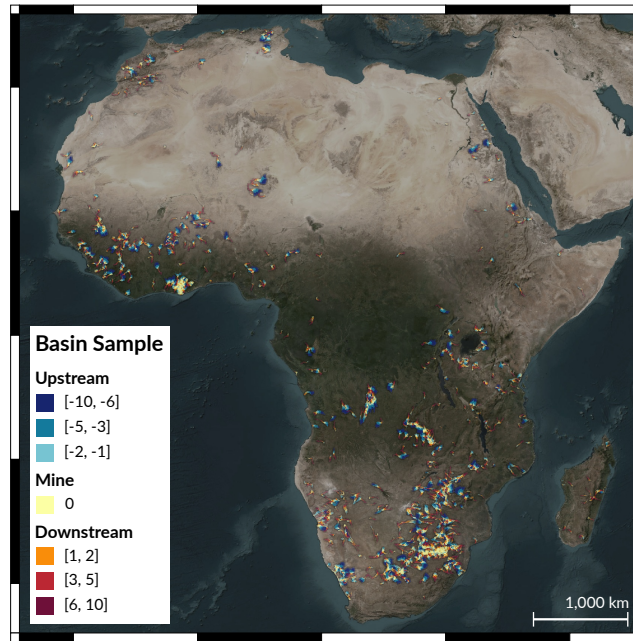 Basin Sample
Upstream
[-10, -6]
[-5, -3]
[-2, -1]
Mine
0
Downstream
[1, 2]
[3, 5]
[6, 10]
1,000 km